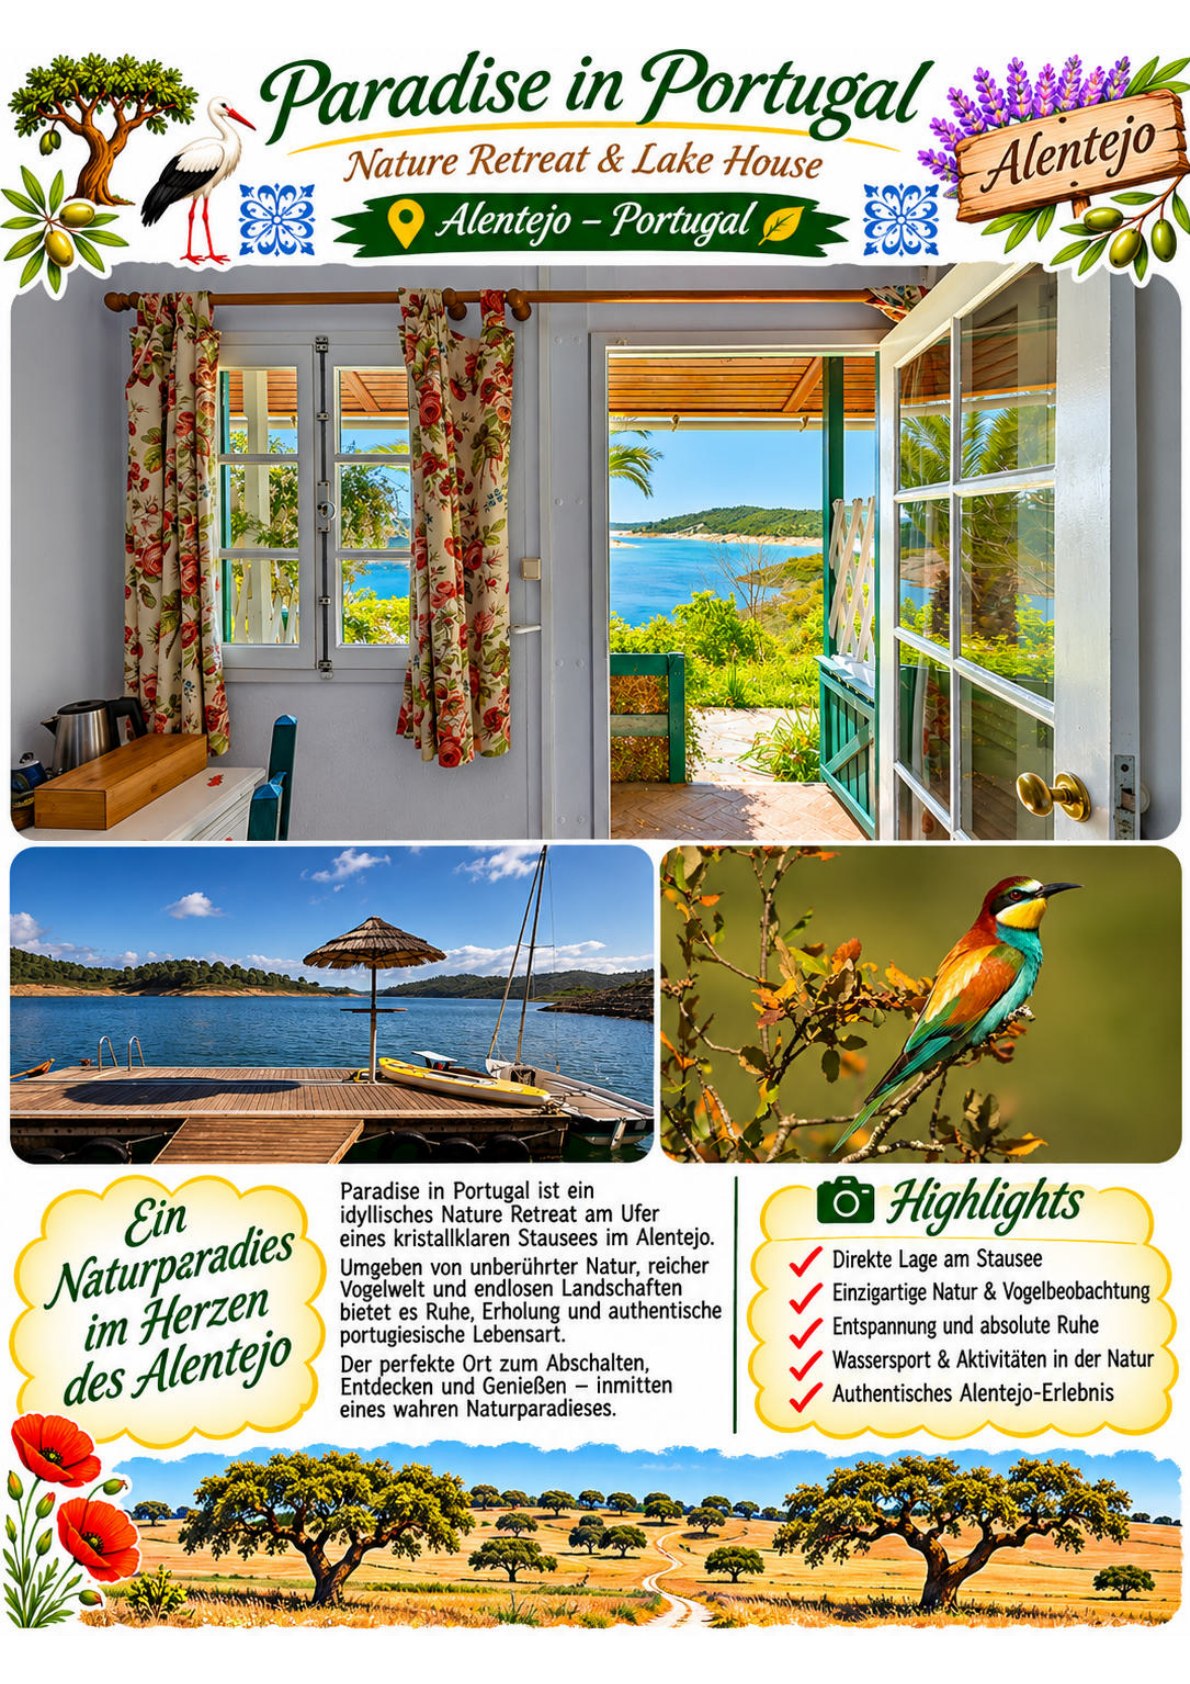 Paradise in Portugal
Nature Retreat & Lake House
Alentejo – Portugal
Alentejo
Ein
Naturparadies
im Herzen
des Alentejo
Paradise in Portugal ist ein
idyllisches Nature Retreat am Ufer
eines kristallklaren Stausees im Alentejo.
Umgeben von unberührter Natur, reicher
Vogelwelt und endlosen Landschaften
bietet es Ruhe, Erholung und authentische
portugiesische Lebensart.
Der perfekte Ort zum Abschalten,
Entdecken und Genießen – inmitten
eines wahren Naturparadieses.
Highlights
Direkte Lage am Stausee
Einzigartige Natur & Vogelbeobachtung
Entspannung und absolute Ruhe
Wassersport & Aktivitäten in der Natur
Authentisches Alentejo-Erlebnis